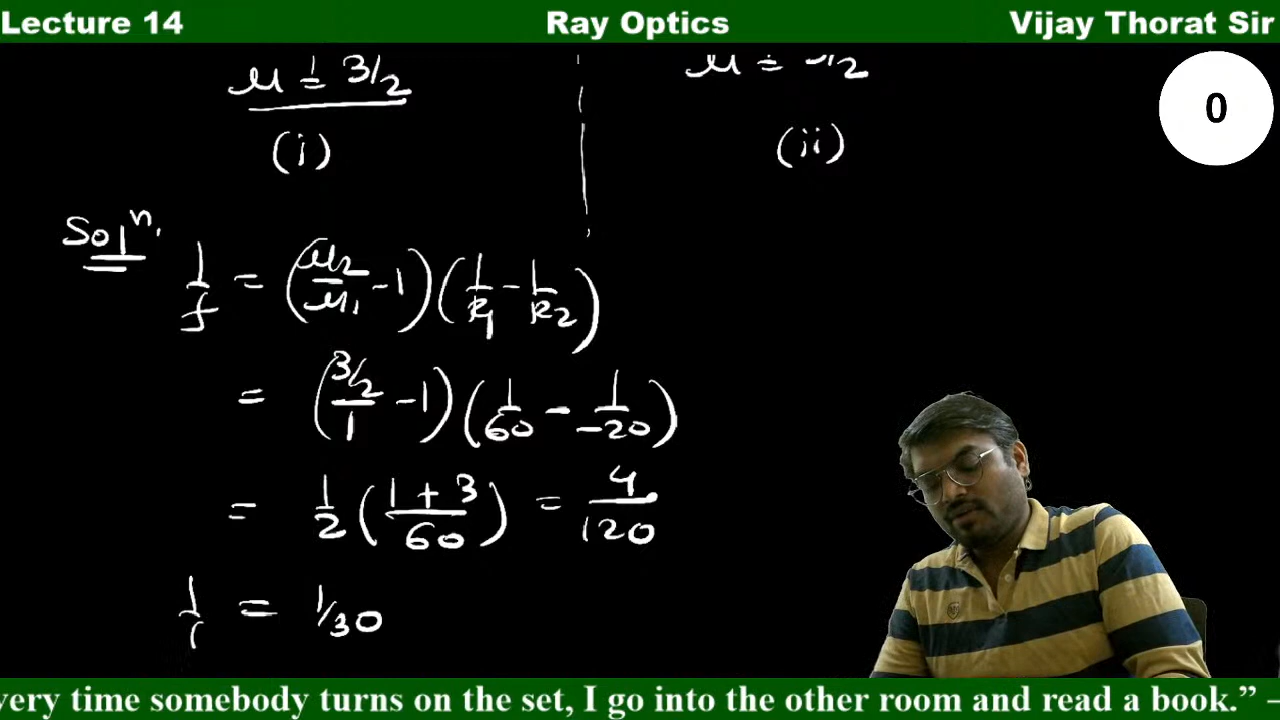 Lecture 14 Ray Optics Vijay Thorat Sir
μ = 3/2
μ = 3/2
0
(i)
(ii)
Solⁿ.
1/f = (μ₂/μ₁ - 1)(1/R₁ - 1/R₂)
= ((3/2)/1 - 1)(1/60 - 1/-20)
= 1/2 ((1 + 3)/60) = 4/120
= 1/30
very time somebody turns on the set, I go into the other room and read a book.” –